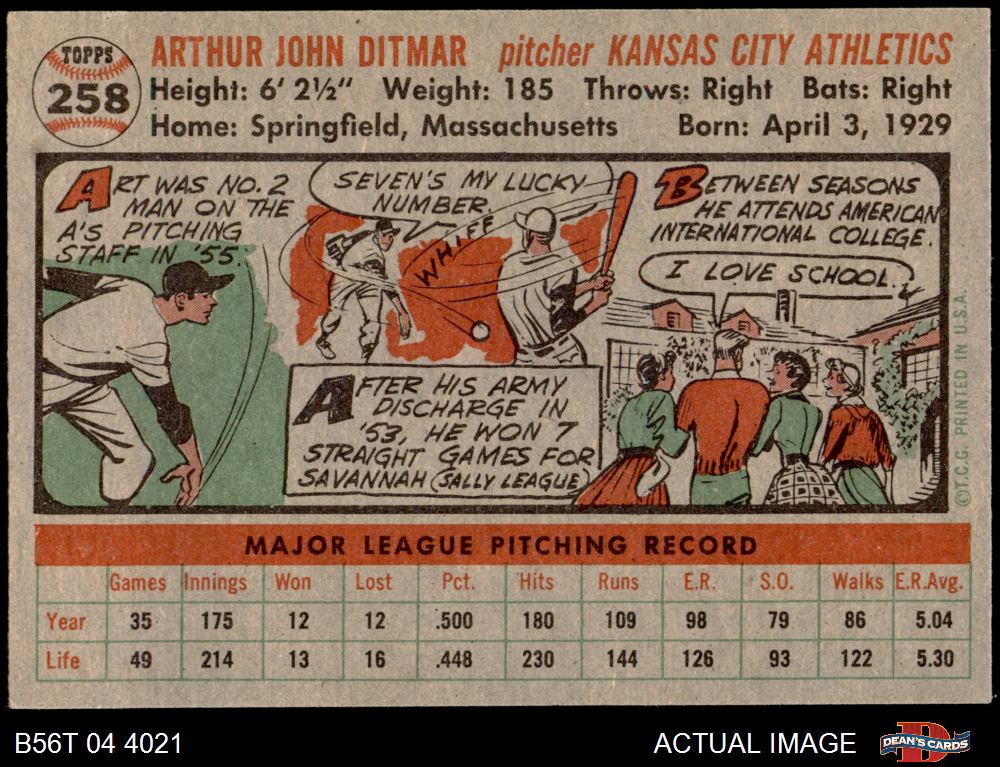 TOPPS
258
ARTHUR JOHN DITMAR pitcher KANSAS CITY ATHLETICS
Height: 6' 2½" Weight: 185 Throws: Right Bats: Right
Home: Springfield, Massachusetts Born: April 3, 1929
ART WAS NO. 2
MAN ON THE
A'S PITCHING
STAFF IN '55.
SEVEN'S MY LUCKY
NUMBER.
WHIFF
AFTER HIS ARMY
DISCHARGE IN
'53, HE WON 7
STRAIGHT GAMES FOR
SAVANNAH (SALLY LEAGUE)
BETWEEN SEASONS
HE ATTENDS AMERICAN
INTERNATIONAL COLLEGE.
I LOVE SCHOOL.
©T.C.G. PRINTED IN U.S.A.
MAJOR LEAGUE PITCHING RECORD
Games Innings Won Lost Pct. Hits Runs E.R. S.O. Walks E.R.Avg.
Year 35 175 12 12 .500 180 109 98 79 86 5.04
Life 49 214 13 16 .448 230 144 126 93 122 5.30
B56T 04 4021 ACTUAL IMAGE DEAN'S CARDS